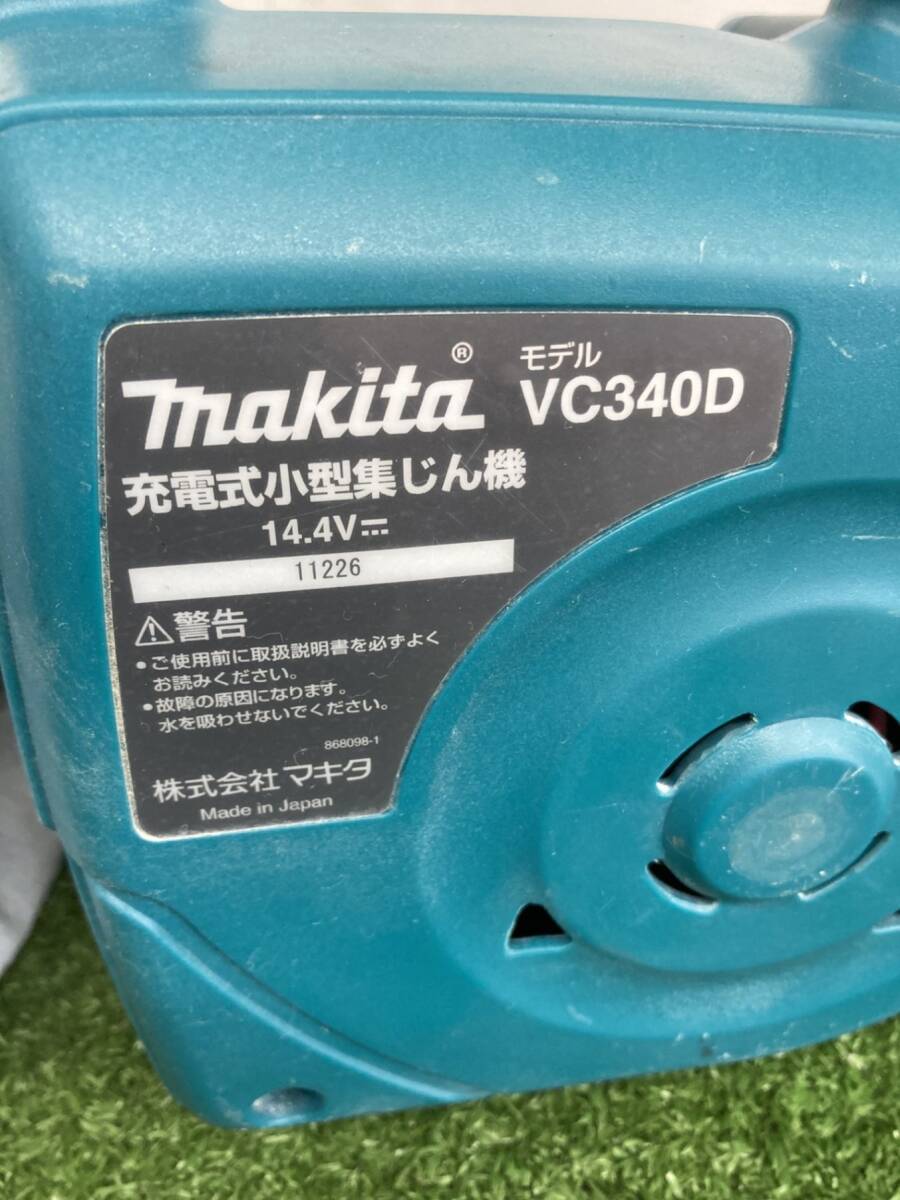 makita®
モデル
VC340D
充電式小型集じん機
14.4V⎓
11226
⚠警告
•ご使用前に取扱説明書を必ずよく
お読みください。
•故障の原因になります。
水を吸わせないでください。
868098-1
株式会社 マキタ
Made in Japan